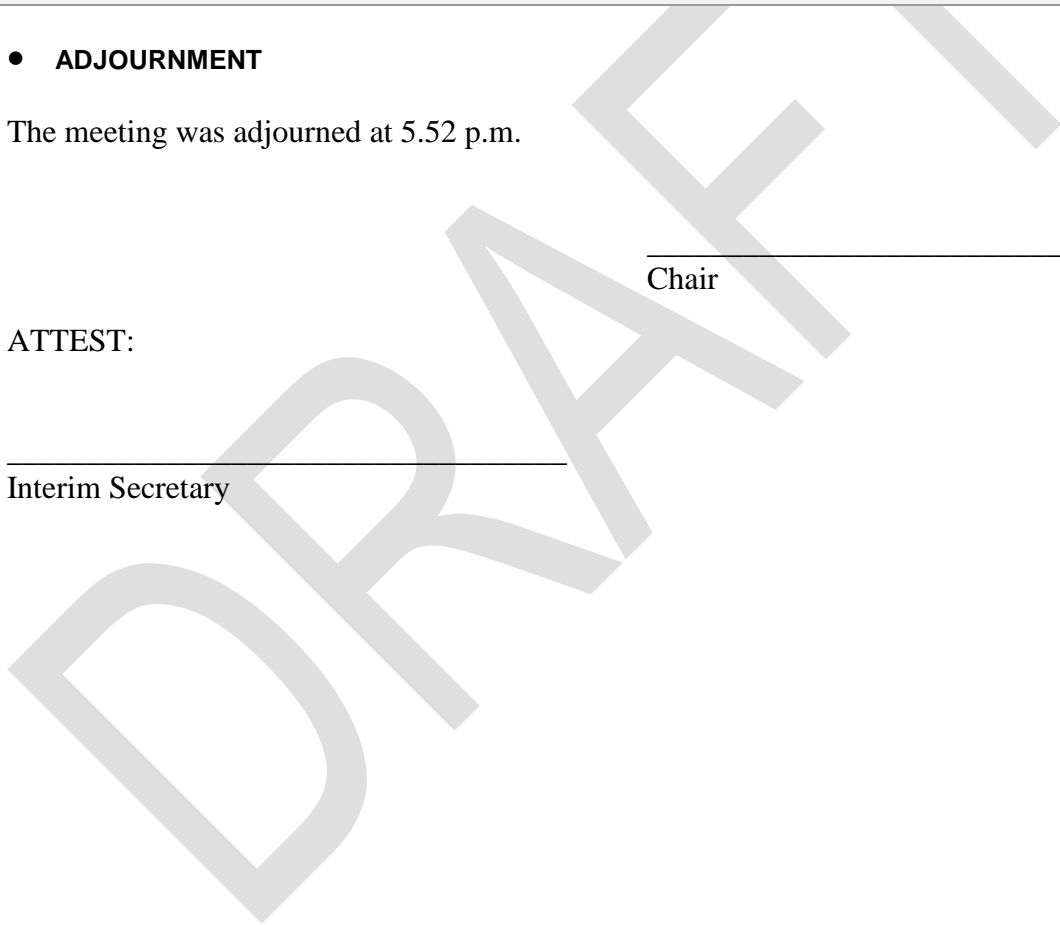 • ADJOURNMENT
The meeting was adjourned at 5.52 p.m.
Chair
ATTEST:
Interim Secretary
DRAFT